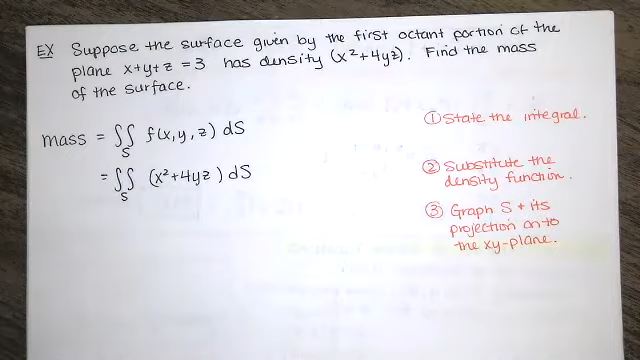 EX Suppose the surface given by the first octant portion of the
plane x+y+z = 3 has density (x²+4yz). Find the mass
of the surface.
mass = ∬ f(x,y,z) dS
S
= ∬ (x²+4yz) dS
S
① State the integral.
② Substitute the
density function.
③ Graph S + its
projection onto
the xy-plane.